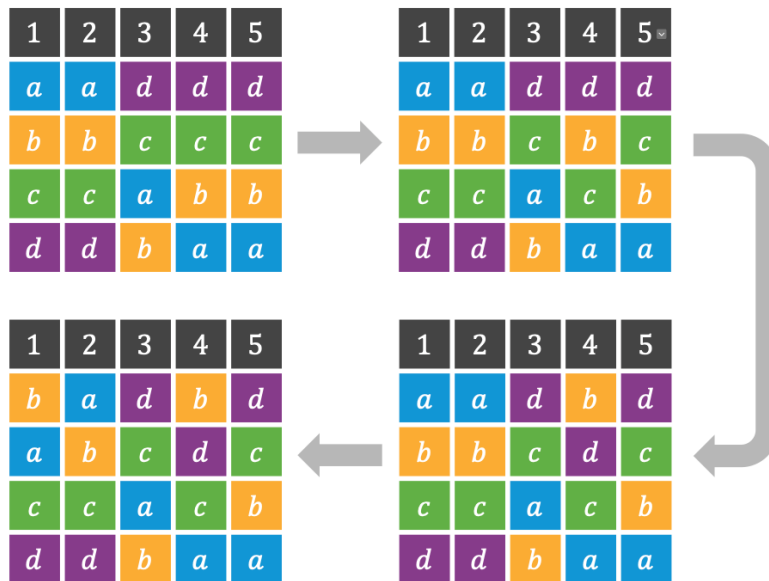 1 2 3 4 5
a a d d d
b b c c c
c c a b b
d d b a a
1 2 3 4 5
a a d d d
b b c b c
c c a c b
d d b a a
1 2 3 4 5
b a d b d
a b c d c
c c a c b
d d b a a
1 2 3 4 5
a a d b d
b b c d c
c c a c b
d d b a a